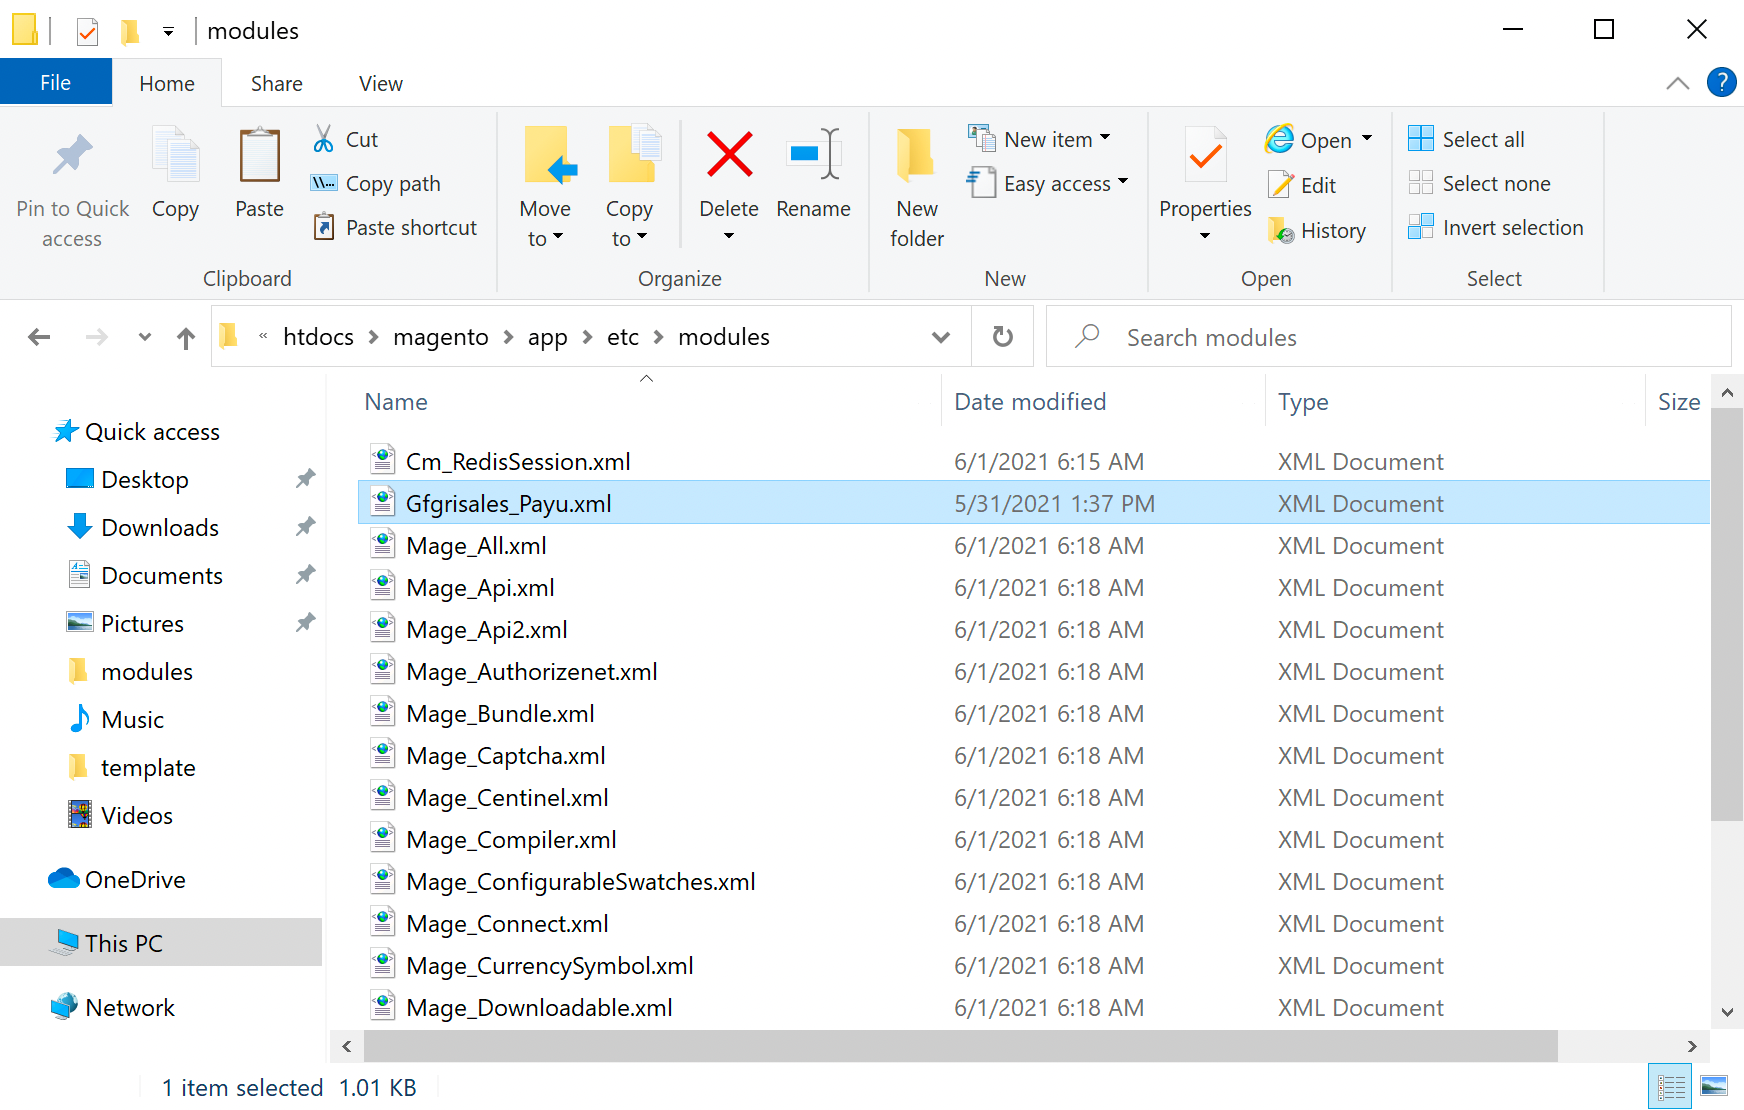 modules
File Home Share View
?
Pin to Quick access
Copy
Paste
Cut
Copy path
Paste shortcut
Clipboard
Move to
Copy to
Delete
Rename
Organize
New folder
New item
Easy access
New
Properties
Open
Edit
History
Open
Select all
Select none
Invert selection
Select
« htdocs > magento > app > etc > modules
Search modules
Name Date modified Type Size
Quick access
Desktop
Downloads
Documents
Pictures
modules
Music
template
Videos
OneDrive
This PC
Network
Cm_RedisSession.xml 6/1/2021 6:15 AM XML Document
Gfgrisales_Payu.xml 5/31/2021 1:37 PM XML Document
Mage_All.xml 6/1/2021 6:18 AM XML Document
Mage_Api.xml 6/1/2021 6:18 AM XML Document
Mage_Api2.xml 6/1/2021 6:18 AM XML Document
Mage_Authorizenet.xml 6/1/2021 6:18 AM XML Document
Mage_Bundle.xml 6/1/2021 6:18 AM XML Document
Mage_Captcha.xml 6/1/2021 6:18 AM XML Document
Mage_Centinel.xml 6/1/2021 6:18 AM XML Document
Mage_Compiler.xml 6/1/2021 6:18 AM XML Document
Mage_ConfigurableSwatches.xml 6/1/2021 6:18 AM XML Document
Mage_Connect.xml 6/1/2021 6:18 AM XML Document
Mage_CurrencySymbol.xml 6/1/2021 6:18 AM XML Document
Mage_Downloadable.xml 6/1/2021 6:18 AM XML Document
1 item selected 1.01 KB